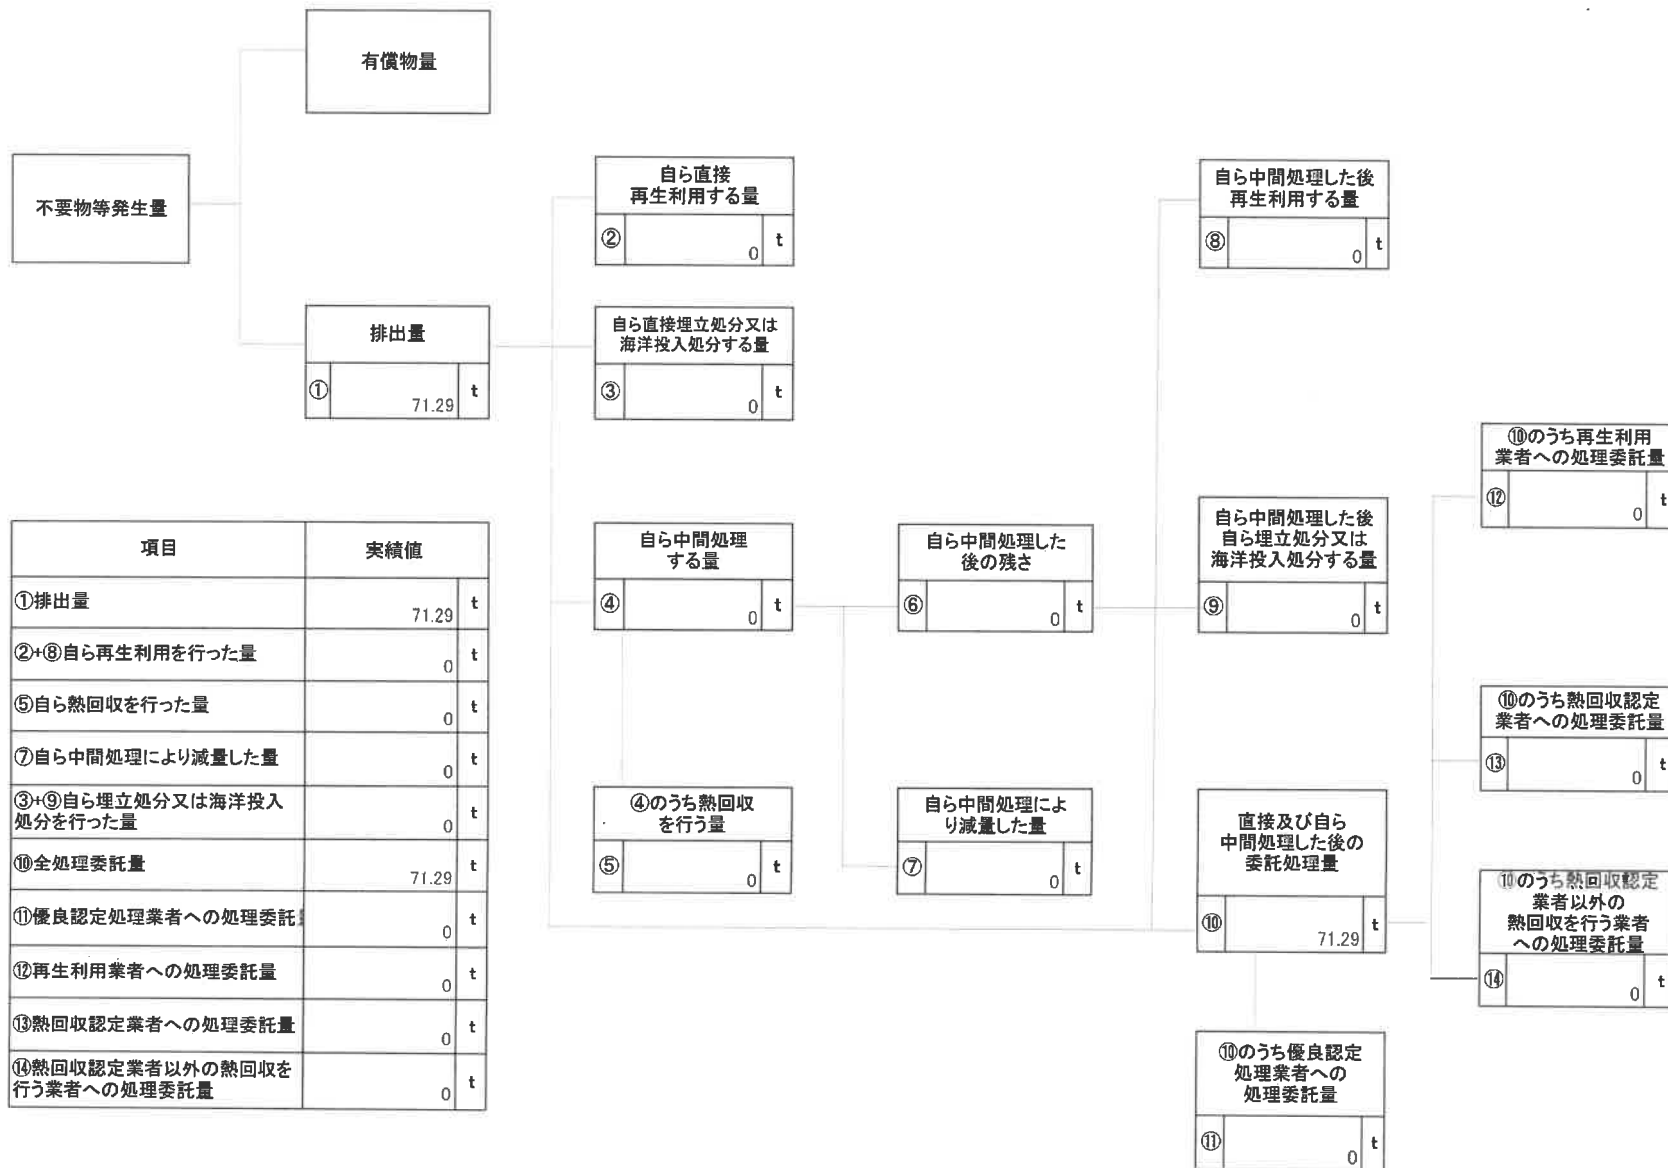 有償物量
不要物等発生量
排出量
① 71.29 t
自ら直接
再生利用する量
② 0 t
自ら直接埋立処分又は
海洋投入処分する量
③ 0 t
自ら中間処理
する量
④ 0 t
④のうち熱回収
を行う量
⑤ 0 t
自ら中間処理した
後の残さ
⑥ 0 t
自ら中間処理によ
り減量した量
⑦ 0 t
自ら中間処理した後
再生利用する量
⑧ 0 t
自ら中間処理した後
自ら埋立処分又は
海洋投入処分する量
⑨ 0 t
直接及び自ら
中間処理した後の
委託処理量
⑩ 71.29 t
⑩のうち優良認定
処理業者への
処理委託量
⑪ 0 t
⑩のうち再生利用
業者への処理委託量
⑫ 0 t
⑩のうち熱回収認定
業者への処理委託量
⑬ 0 t
⑩のうち熱回収認定
業者以外の
熱回収を行う業者
への処理委託量
⑭ 0 t
項目 実績値
①排出量 71.29 t
②+⑧自ら再生利用を行った量 0 t
⑤自ら熱回収を行った量 0 t
⑦自ら中間処理により減量した量 0 t
③+⑨自ら埋立処分又は海洋投入
処分を行った量 0 t
⑩全処理委託量 71.29 t
⑪優良認定処理業者への処理委託 0 t
⑫再生利用業者への処理委託量 0 t
⑬熱回収認定業者への処理委託量 0 t
⑭熱回収認定業者以外の熱回収を
行う業者への処理委託量 0 t